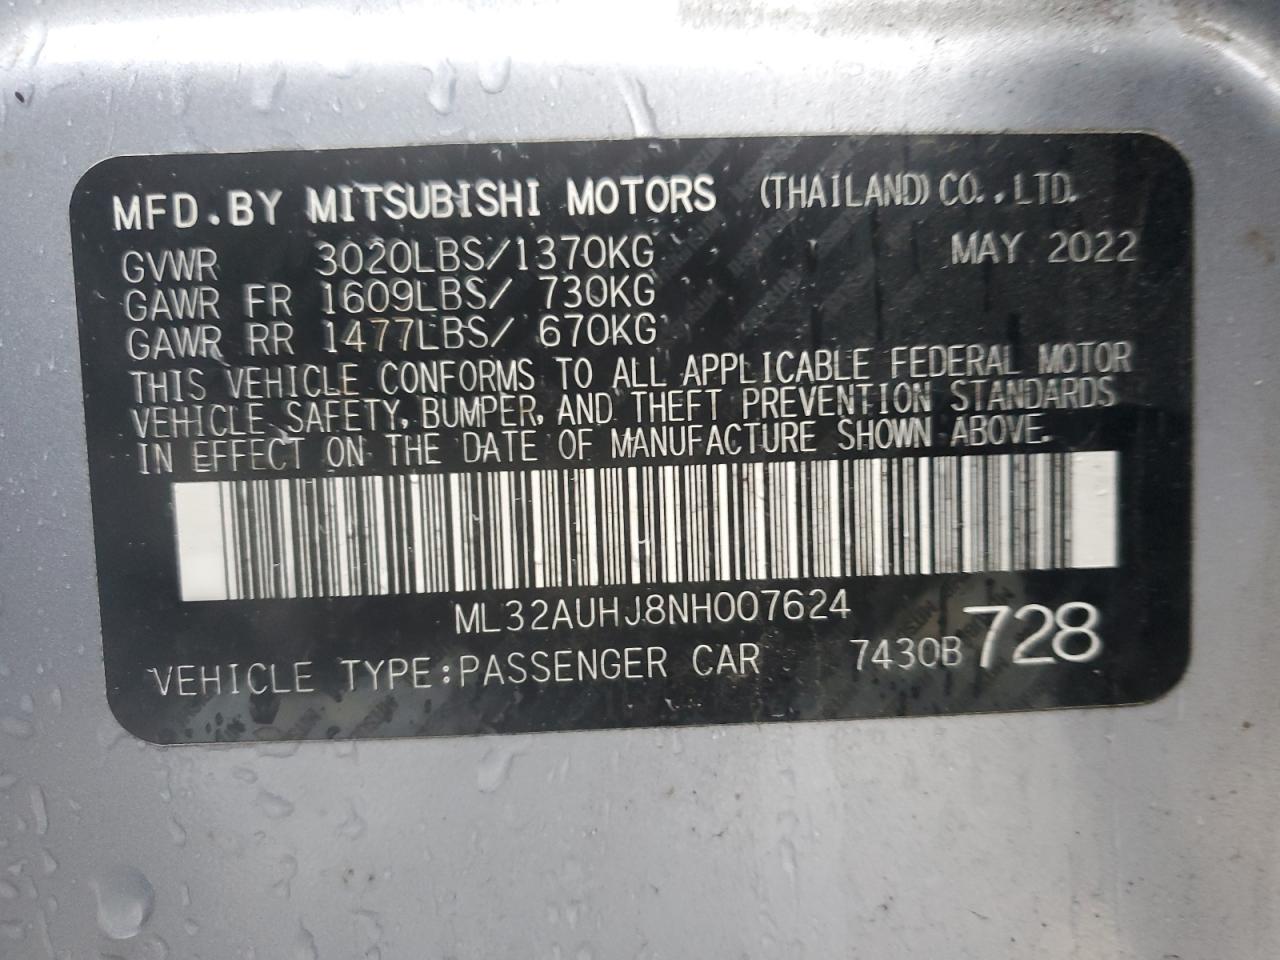 MFD.BY MITSUBISHI MOTORS (THAILAND) CO.,LTD.
GVWR 3020LBS/1370KG MAY 2022
GAWR FR 1609LBS/ 730KG
GAWR RR 1477LBS/ 670KG
THIS VEHICLE CONFORMS TO ALL APPLICABLE FEDERAL MOTOR
VEHICLE SAFETY, BUMPER, AND THEFT PREVENTION STANDARDS
IN EFFECT ON THE DATE OF MANUFACTURE SHOWN ABOVE.
ML32AUHJ8NH007624
VEHICLE TYPE:PASSENGER CAR 7430B 728